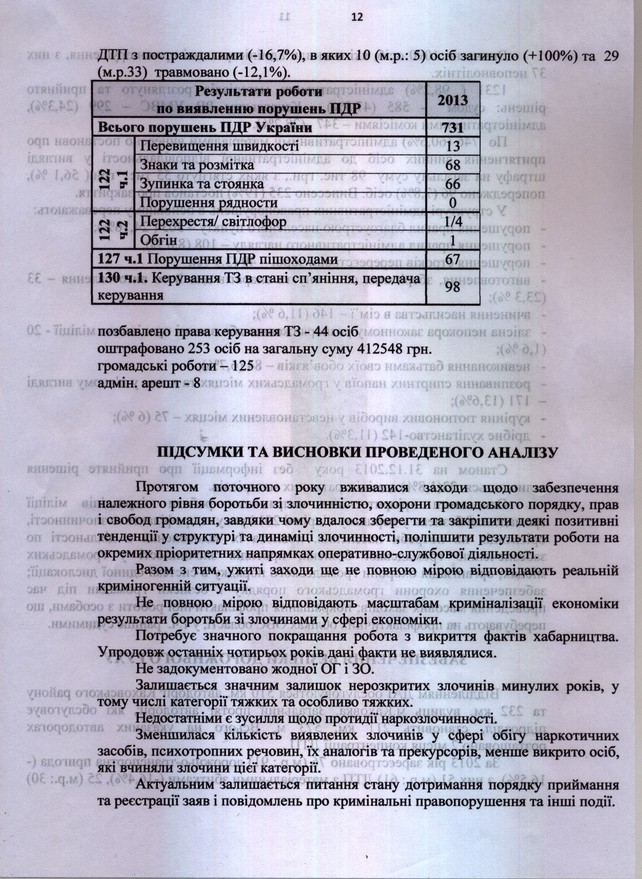 12
ДТП з постраждалими (-16,7%), в яких 10 (м.р.: 5) осіб загинуло (+100%) та 29
(м.р.33) травмовано (-12,1%).
Результати роботи
по виявленню порушень ПДР
2013
Всього порушень ПДР України 731
122 ч.1
Перевищення швидкості 13
Знаки та розмітка 68
Зупинка та стоянка 66
Порушення рядности 0
122 ч.2
Перехрестя/ світлофор 1/4
Обгін 1
127 ч.1 Порушення ПДР пішоходами 67
130 ч.1. Керування ТЗ в стані сп’яніння, передача
керування 98
позбавлено права керування ТЗ - 44 осіб
оштрафовано 253 осіб на загальну суму 412548 грн.
громадські роботи – 125
адмін. арешт - 8
ПІДСУМКИ ТА ВИСНОВКИ ПРОВЕДЕНОГО АНАЛІЗУ
Протягом поточного року вживалися заходи щодо забезпечення
належного рівня боротьби зі злочинністю, охорони громадського порядку, прав
і свобод громадян, завдяки чому вдалося зберегти та закріпити деякі позитивні
тенденції у структурі та динаміці злочинності, поліпшити результати роботи на
окремих пріоритетних напрямках оперативно-службової діяльності.
Разом з тим, ужиті заходи ще не повною мірою відповідають реальній
криміногенній ситуації.
Не повною мірою відповідають масштабам криміналізації економіки
результати боротьби зі злочинами у сфері економіки.
Потребує значного покращання робота з викриття фактів хабарництва.
Упродовж останніх чотирьох років дані факти не виявлялися.
Не задокументовано жодної ОГ і ЗО.
Залишається значним залишок нерозкритих злочинів минулих років, у
тому числі категорії тяжких та особливо тяжких.
Недостатніми є зусилля щодо протидії наркозлочинності.
Зменшилася кількість виявлених злочинів у сфері обігу наркотичних
засобів, психотропних речовин, їх аналогів та прекурсорів, менше викрито осіб,
які вчиняли злочини цієї категорії.
Актуальним залишається питання стану дотримання порядку приймання
та реєстрації заяв і повідомлень про кримінальні правопорушення та інші події.